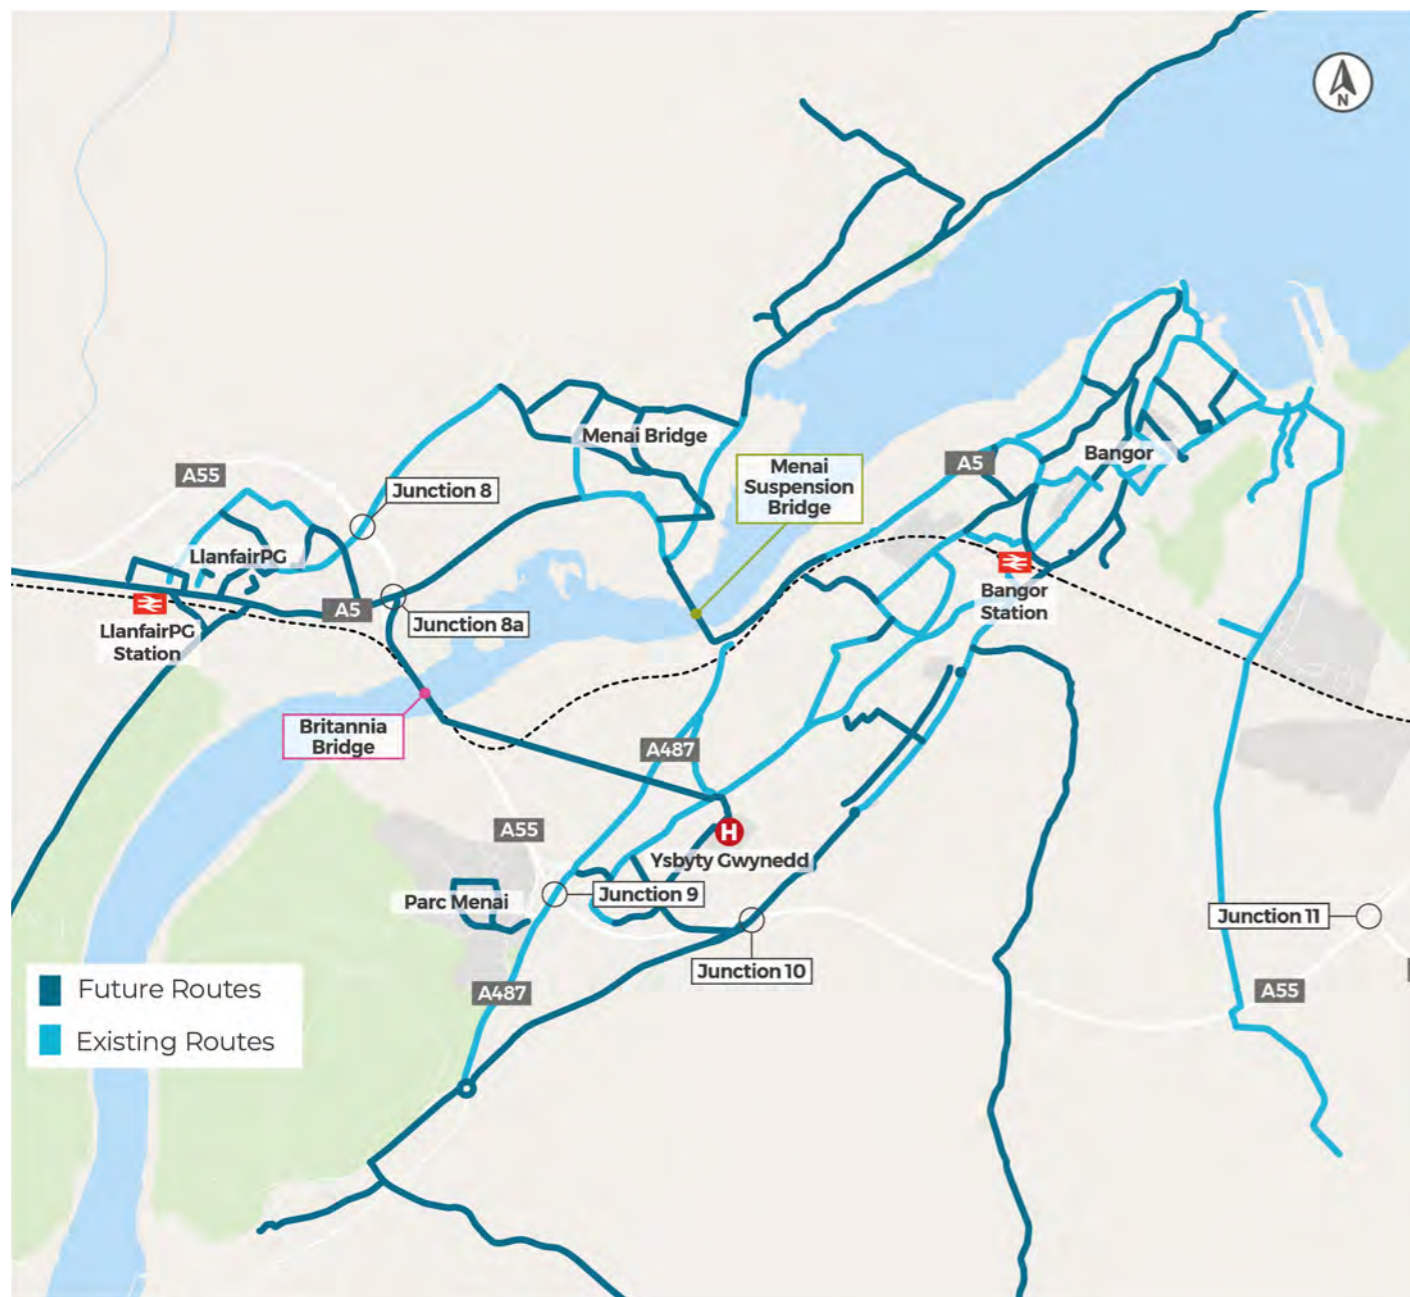 N
Menai Bridge
A55
Junction 8
Menai
Suspension
Bridge
A5
Bangor
LlanfairPG
A5
Junction 8a
LlanfairPG
Station
Bangor
Station
Britannia
Bridge
A487
A55
H
Ysbyty Gwynedd
Parc Menai
Junction 9
Junction 11
Junction 10
A487
A55
Future Routes
Existing Routes